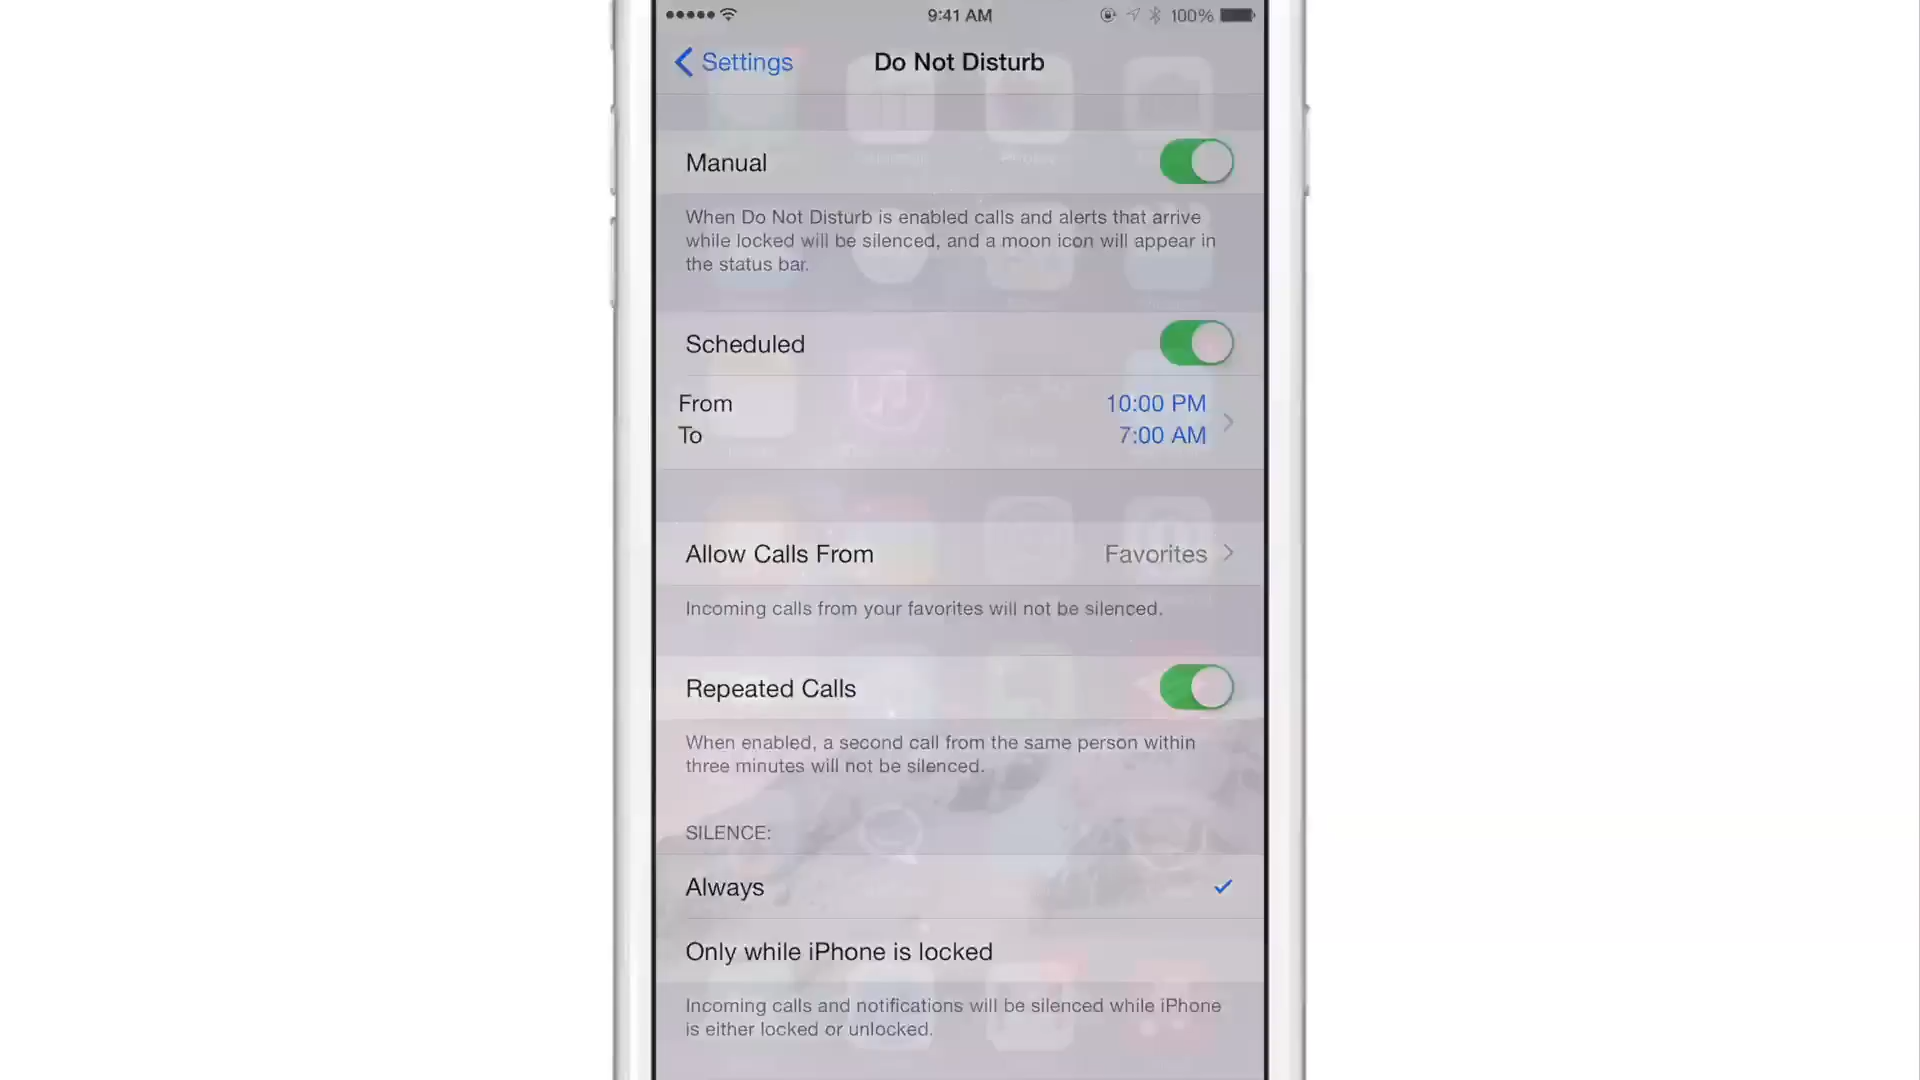 9:41 AM
100%
Settings
Do Not Disturb
Manual
When Do Not Disturb is enabled calls and alerts that arrive
while locked will be silenced, and a moon icon will appear in
the status bar.
Scheduled
From
10:00 PM
To
7:00 AM
Allow Calls From
Favorites
Incoming calls from your favorites will not be silenced.
Repeated Calls
When enabled, a second call from the same person within
three minutes will not be silenced.
SILENCE:
Always
Only while iPhone is locked
Incoming calls and notifications will be silenced while iPhone
is either locked or unlocked.